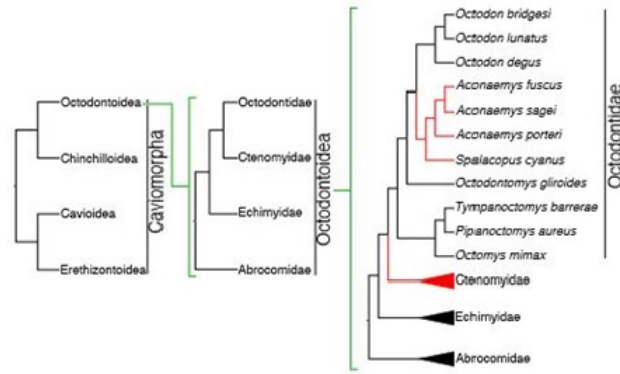 Octodontoidea
Chinchilloidea
Cavioidea
Erethizontoidea
Caviomorpha
Octodontidae
Ctenomyidae
Echimyidae
Abrocomidae
Octodontoidea
Octodon bridgesi
Octodon lunatus
Octodon degus
Aconaemys fuscus
Aconaemys sagei
Aconaemys porteri
Spalacopus cyanus
Octodontomys gliroides
Tympanoctomys barrerae
Pipanoctomys aureus
Octomys mimax
Ctenomyidae
Echimyidae
Abrocomidae
Octodontidae